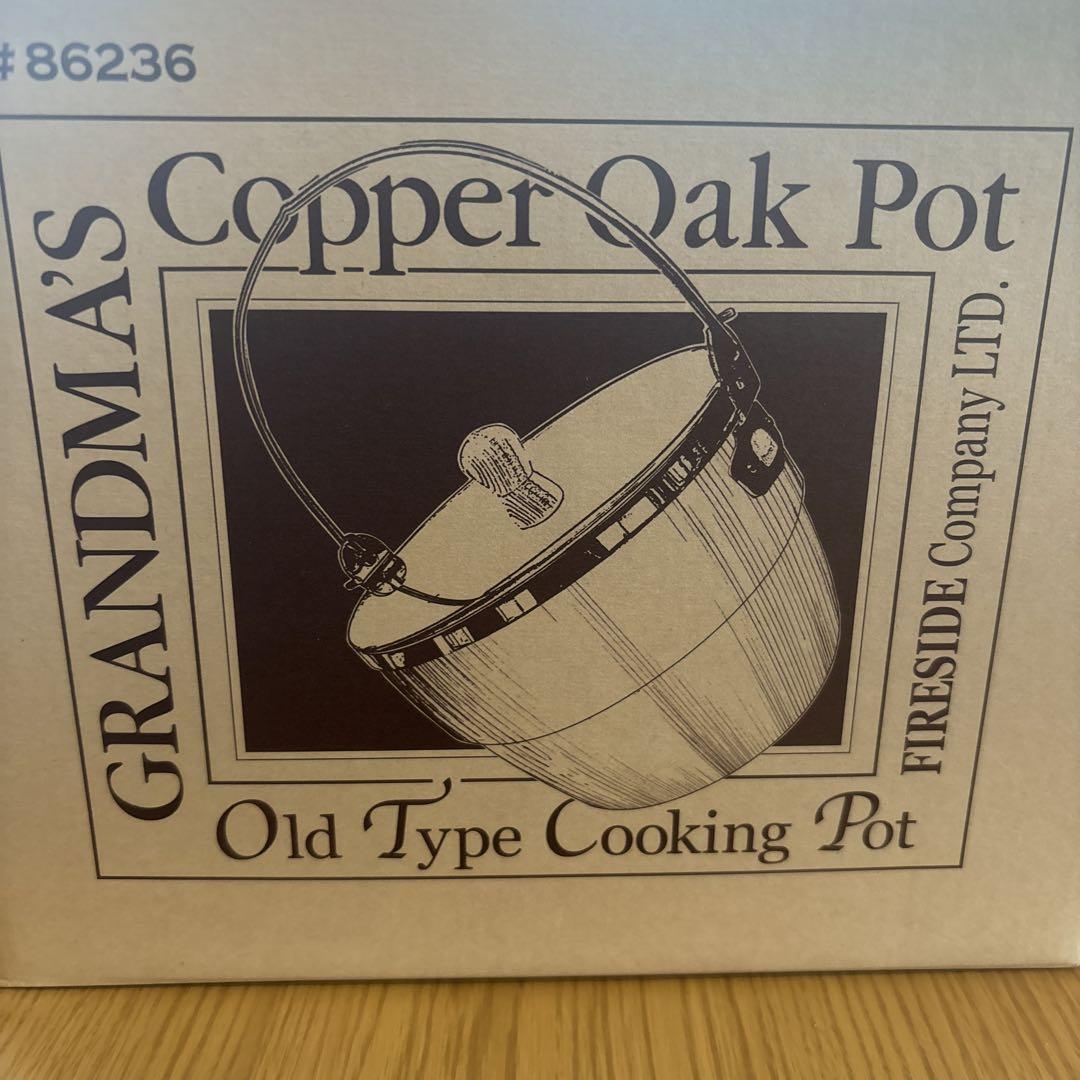 #86236
Copper Oak Pot
GRANDMA'S
FIRESIDE Company LTD.
Old Type Cooking Pot